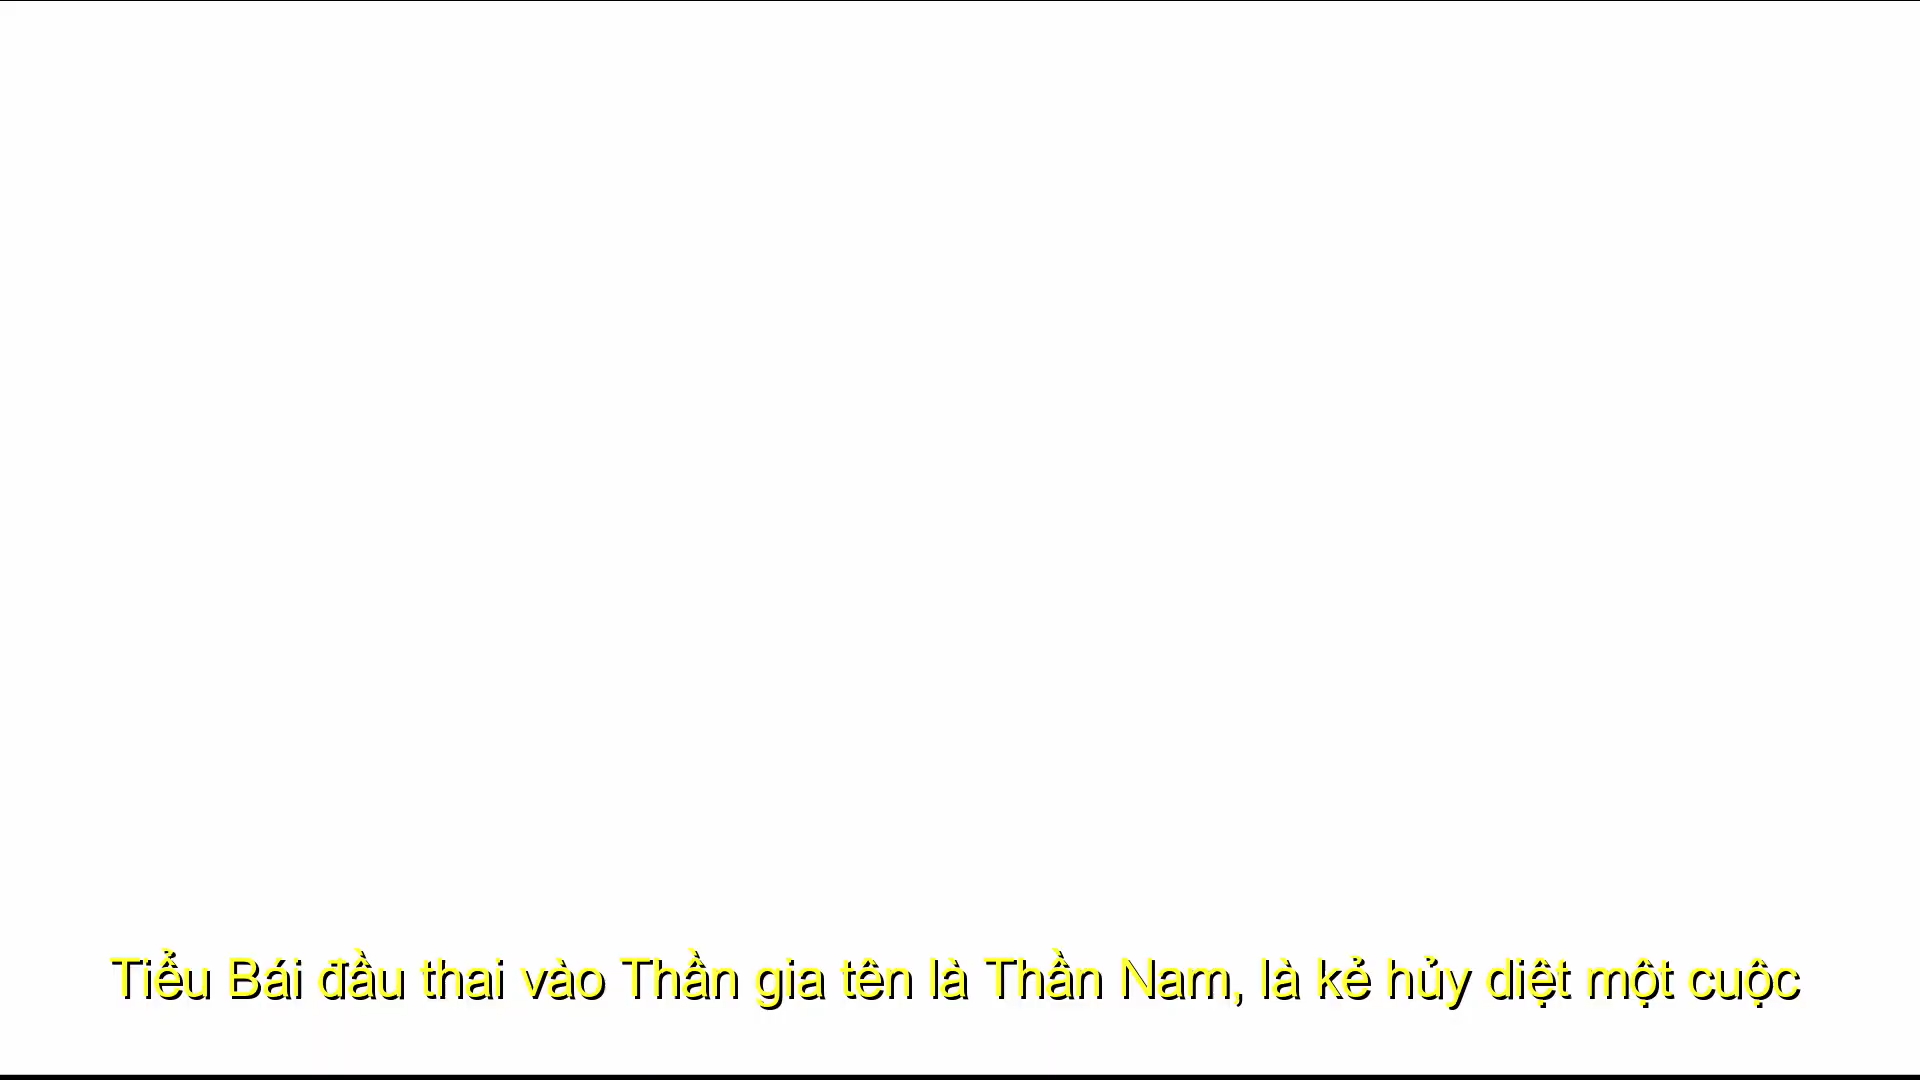 Tiểu Bái đầu thai vào Thần gia tên là Thần Nam, là kẻ hủy diệt một cuộc